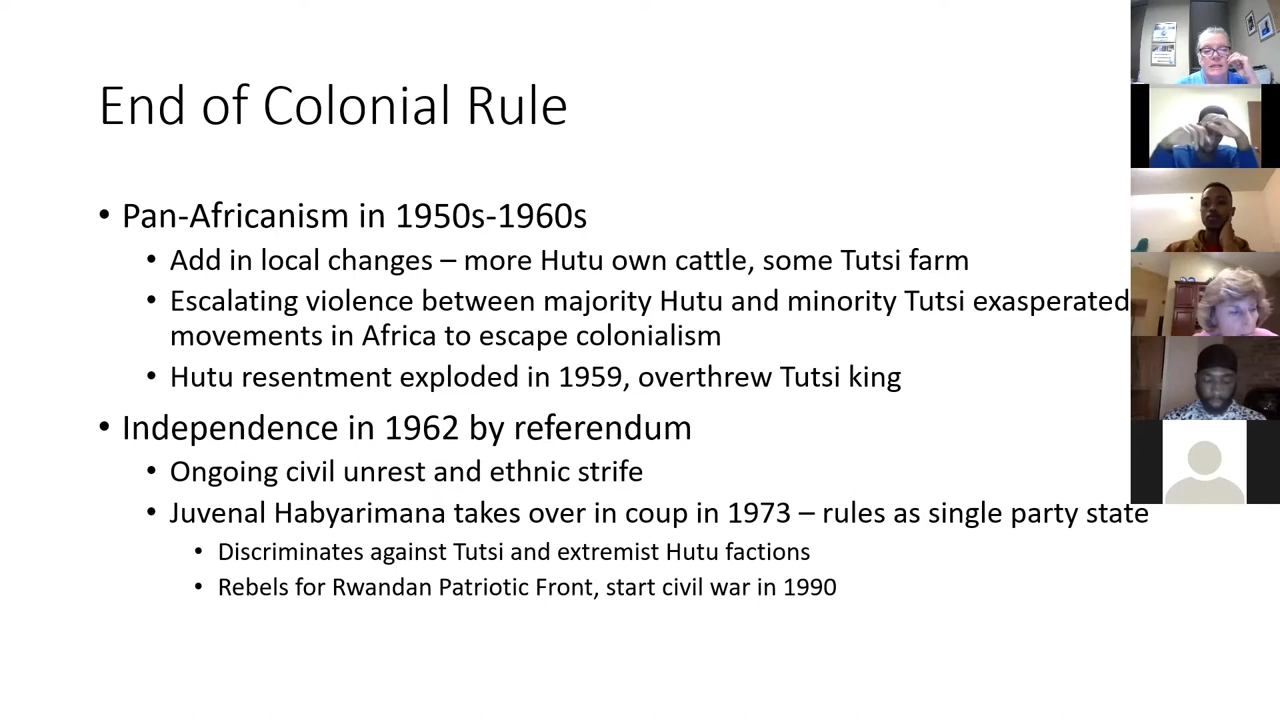 End of Colonial Rule
• Pan-Africanism in 1950s-1960s
• Add in local changes – more Hutu own cattle, some Tutsi farm
• Escalating violence between majority Hutu and minority Tutsi exasperated
movements in Africa to escape colonialism
• Hutu resentment exploded in 1959, overthrew Tutsi king
• Independence in 1962 by referendum
• Ongoing civil unrest and ethnic strife
• Juvenal Habyarimana takes over in coup in 1973 – rules as single party state
• Discriminates against Tutsi and extremist Hutu factions
• Rebels for Rwandan Patriotic Front, start civil war in 1990